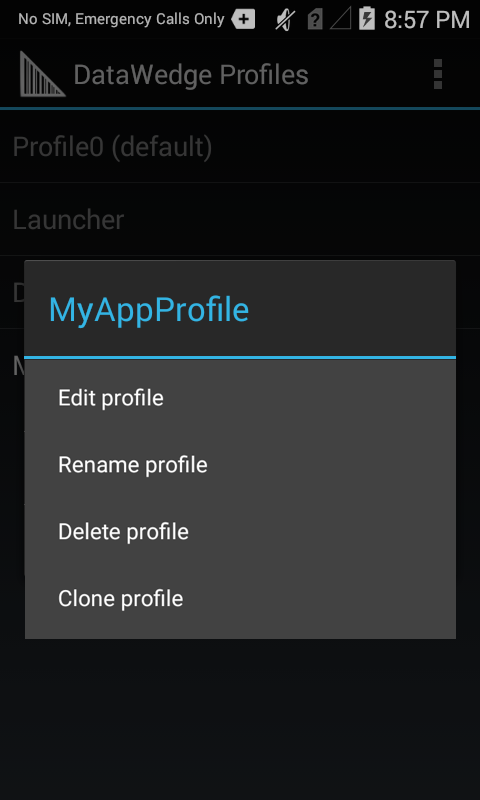 No SIM, Emergency Calls Only 8:57 PM
DataWedge Profiles
Profile0 (default)
Launcher
MyAppProfile
Edit profile
Rename profile
Delete profile
Clone profile